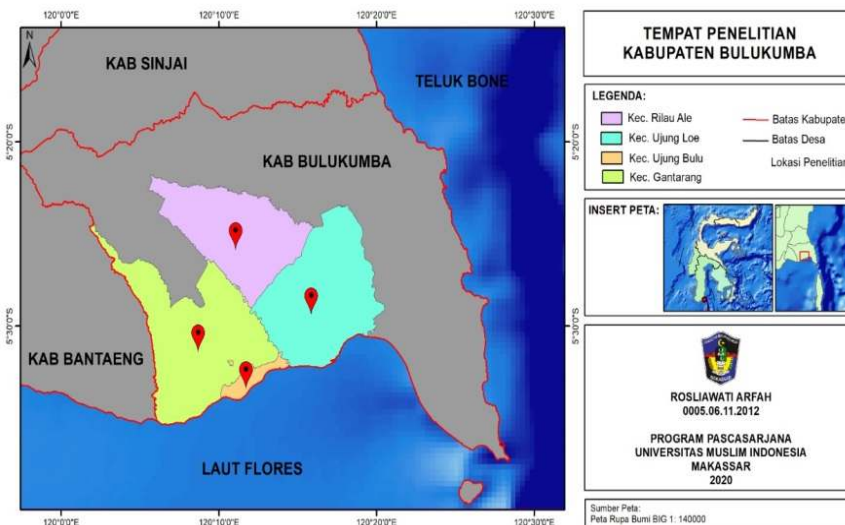 120°0'0"E
120°10'0"E
120°20'0"E
120°30'0"E
N
KAB SINJAI
TELUK BONE
5°20'0"S
5°20'0"S
KAB BULUKUMBA
5°30'0"S
5°30'0"S
KAB BANTAENG
LAUT FLORES
120°0'0"E
120°10'0"E
120°20'0"E
120°30'0"E
TEMPAT PENELITIAN
KABUPATEN BULUKUMBA
LEGENDA:
Kec. Rilau Ale
Kec. Ujung Loe
Kec. Ujung Bulu
Kec. Gantarang
Batas Kabupate
Batas Desa
Lokasi Penelitian
INSERT PETA:
MAKASSAR
ROSLIAWATI ARFAH
0005.06.11.2012
PROGRAM PASCASARJANA
UNIVERSITAS MUSLIM INDONESIA
MAKASSAR
2020
Sumber Peta:
Peta Rupa Bumi BIG 1: 140000